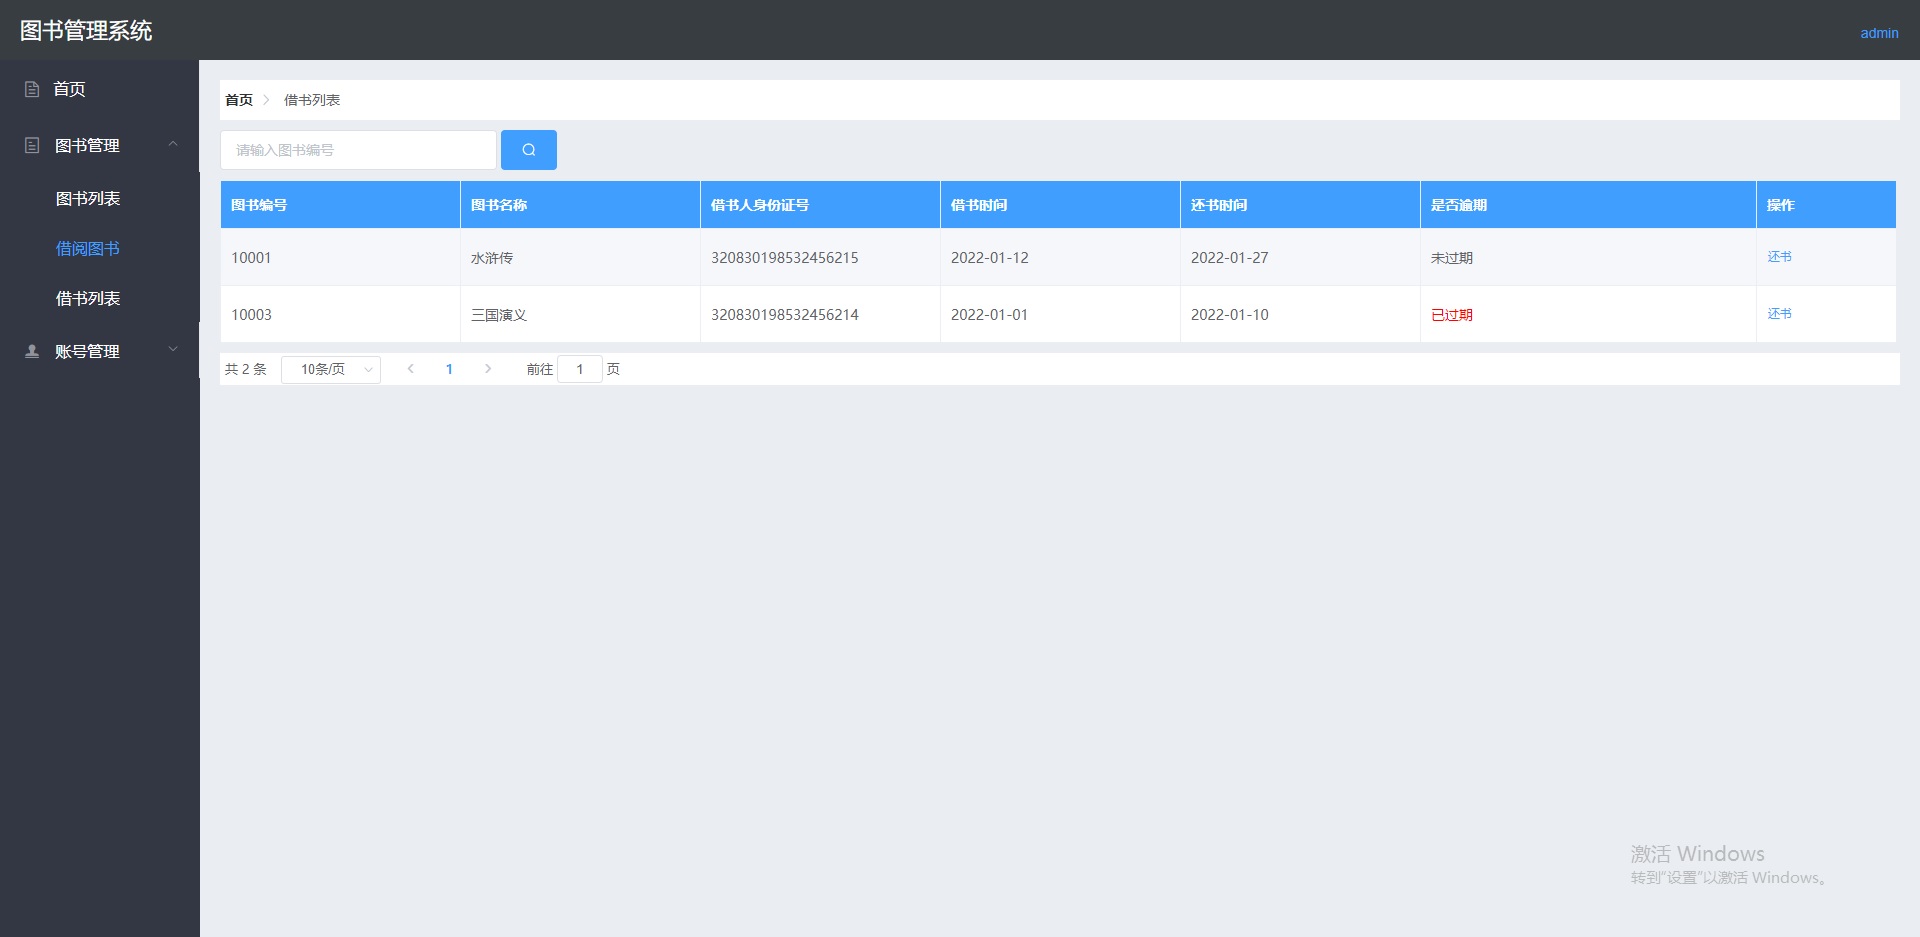 图书管理系统
admin
首页
图书管理
图书列表
借阅图书
借书列表
账号管理
首页 借书列表
请输入图书编号
图书编号 图书名称 借书人身份证号 借书时间 还书时间 是否逾期 操作
10001 水浒传 320830198532456215 2022-01-12 2022-01-27 未过期 还书
10003 三国演义 320830198532456214 2022-01-01 2022-01-10 已过期 还书
共 2 条 10条/页 1 前往 1 页
激活 Windows
转到"设置"以激活 Windows。